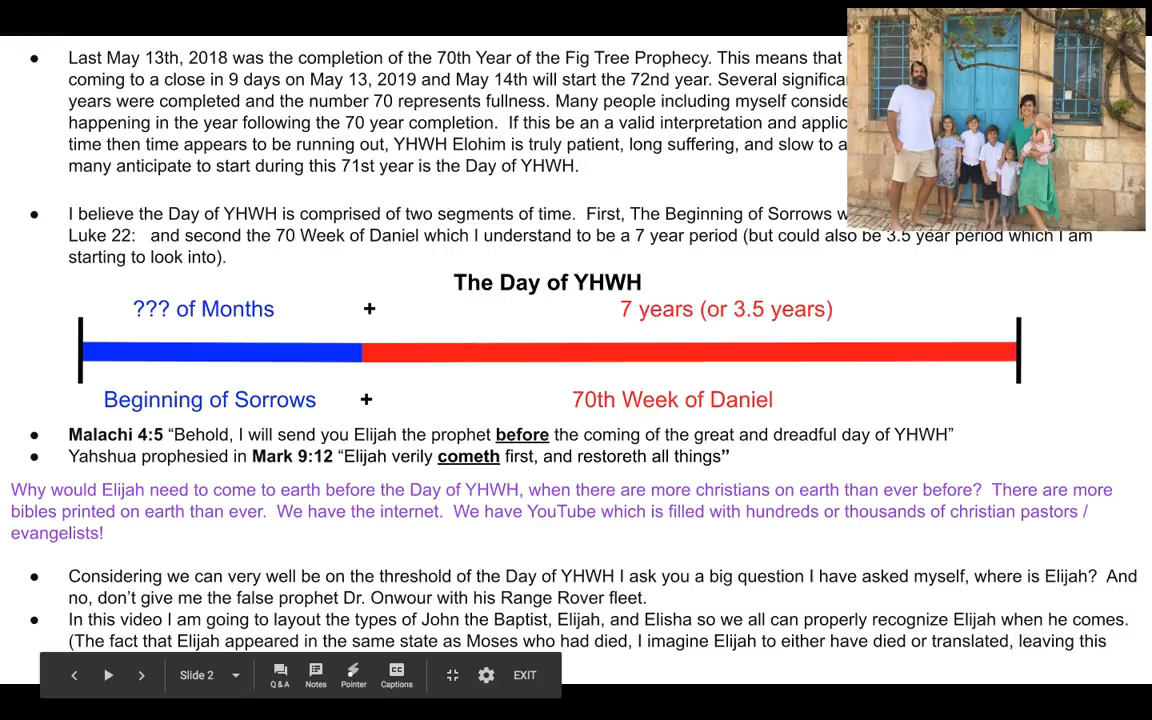 ● Last May 13th, 2018 was the completion of the 70th Year of the Fig Tree Prophecy. This means that
coming to a close in 9 days on May 13, 2019 and May 14th will start the 72nd year. Several significa
years were completed and the number 70 represents fullness. Many people including myself conside
happening in the year following the 70 year completion. If this be an a valid interpretation and applic
time then time appears to be running out, YHWH Elohim is truly patient, long suffering, and slow to a
many anticipate to start during this 71st year is the Day of YHWH.
● I believe the Day of YHWH is comprised of two segments of time. First, The Beginning of Sorrows w
Luke 22: and second the 70 Week of Daniel which I understand to be a 7 year period (but could also be 3.5 year period which I am
starting to look into).
The Day of YHWH
??? of Months + 7 years (or 3.5 years)
Beginning of Sorrows + 70th Week of Daniel
● Malachi 4:5 “Behold, I will send you Elijah the prophet before the coming of the great and dreadful day of YHWH”
● Yahshua prophesied in Mark 9:12 “Elijah verily cometh first, and restoreth all things”
Why would Elijah need to come to earth before the Day of YHWH, when there are more christians on earth than ever before? There are more
bibles printed on earth than ever. We have the internet. We have YouTube which is filled with hundreds or thousands of christian pastors /
evangelists!
● Considering we can very well be on the threshold of the Day of YHWH I ask you a big question I have asked myself, where is Elijah? And
no, don’t give me the false prophet Dr. Onwour with his Range Rover fleet.
● In this video I am going to layout the types of John the Baptist, Elijah, and Elisha so we all can properly recognize Elijah when he comes.
(The fact that Elijah appeared in the same state as Moses who had died, I imagine Elijah to either have died or translated, leaving this
Slide 2 Q & A Notes Pointer Captions EXIT